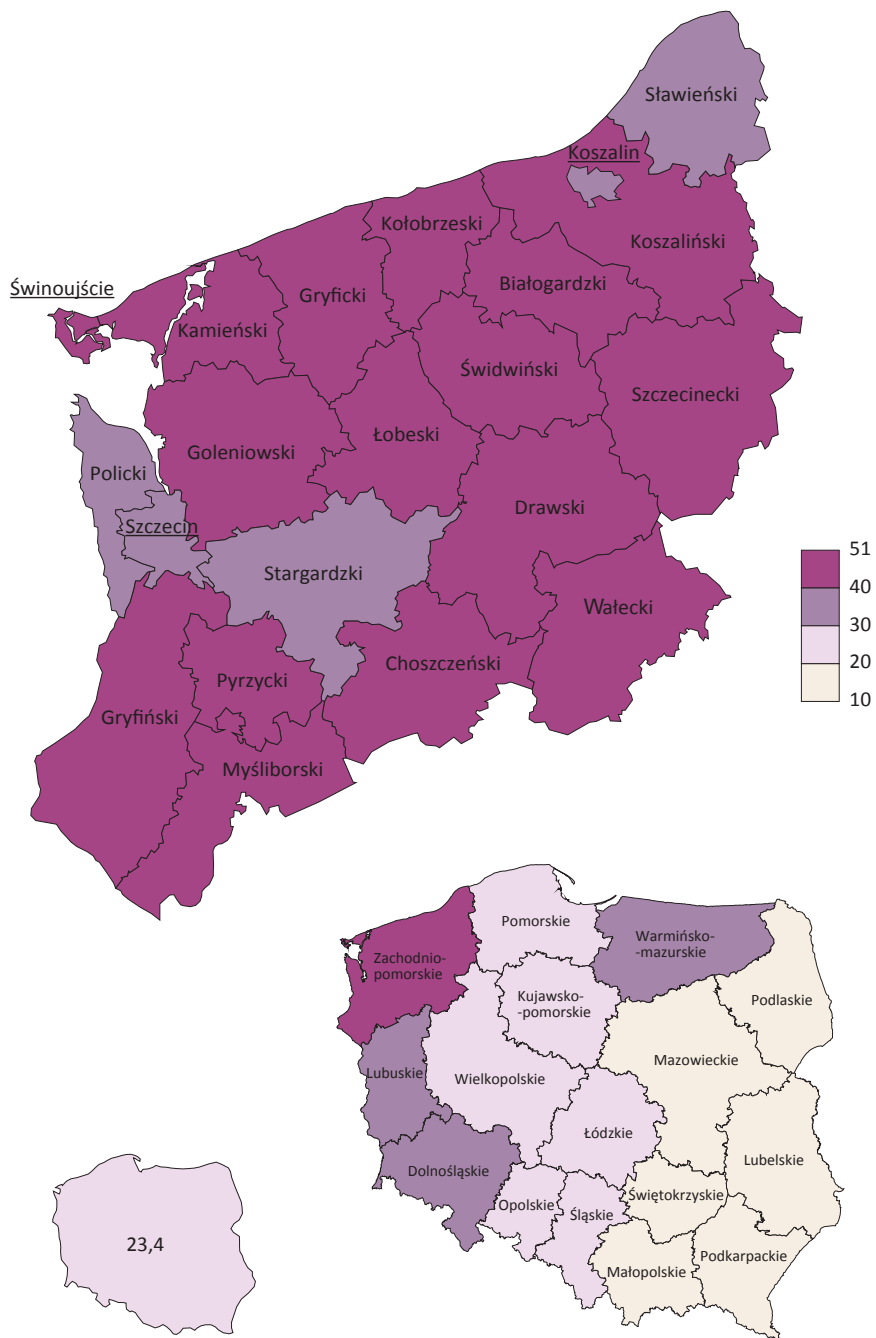 Sławieński
Koszalin
Kołobrzeski
Koszaliński
Świnoujście
Gryficki
Białogardzki
Kamieński
Świdwiński
Szczecinecki
Łobeski
Goleniowski
Policki
Drawski
Szczecin
Stargardzki
51
40
30
20
10
Wałecki
Choszczeński
Pyrzycki
Gryfiński
Myśliborski
Pomorskie
Warmińsko-
-mazurskie
Zachodnio-
pomorskie
Kujawsko-
-pomorskie
Podlaskie
Mazowieckie
Lubuskie
Wielkopolskie
Łódzkie
Lubelskie
Dolnośląskie
Świętokrzyskie
Opolskie
Śląskie
23,4
Podkarpackie
Małopolskie